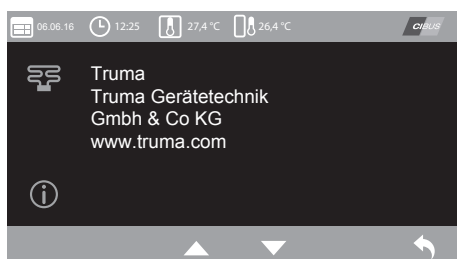 06.06.16 12:25 27,4 °C 26,4 °C CIBUS
Truma
Truma Gerätetechnik
Gmbh & Co KG
www.truma.com